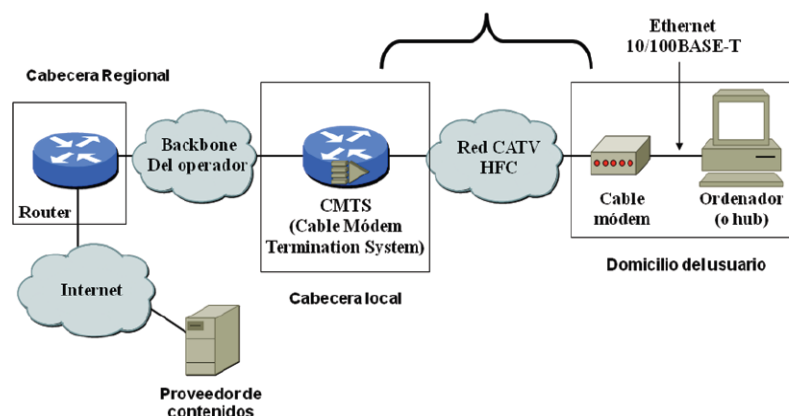 Ethernet
10/100BASE-T
Cabecera Regional
Router
Backbone
Del operador
CMTS
(Cable Módem
Termination System)
Cabecera local
Red CATV
HFC
Cable
módem
Ordenador
(o hub)
Domicilio del usuario
Internet
Proveedor de
contenidos